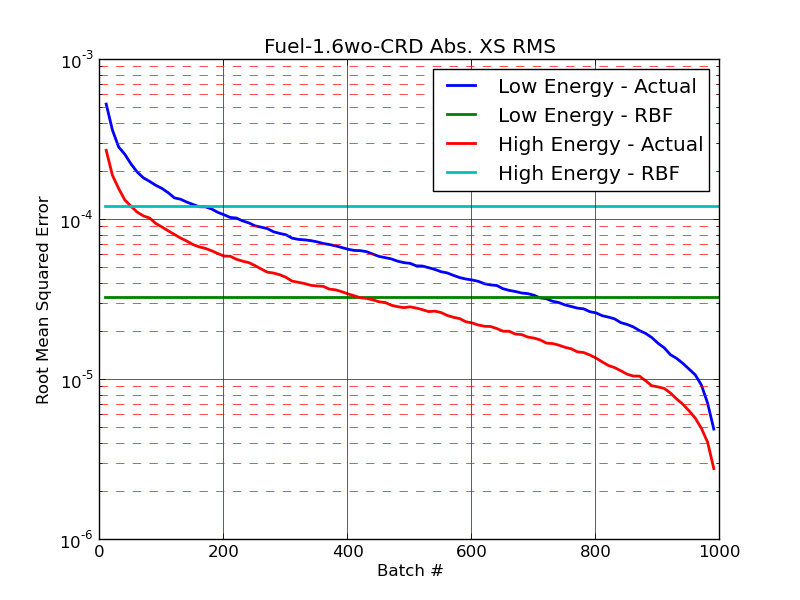 Fuel-1.6wo-CRD Abs. XS RMS
10^-3
10^-4
10^-5
10^-6
Root Mean Squared Error
Low Energy - Actual
Low Energy - RBF
High Energy - Actual
High Energy - RBF
0 200 400 600 800 1000
Batch #